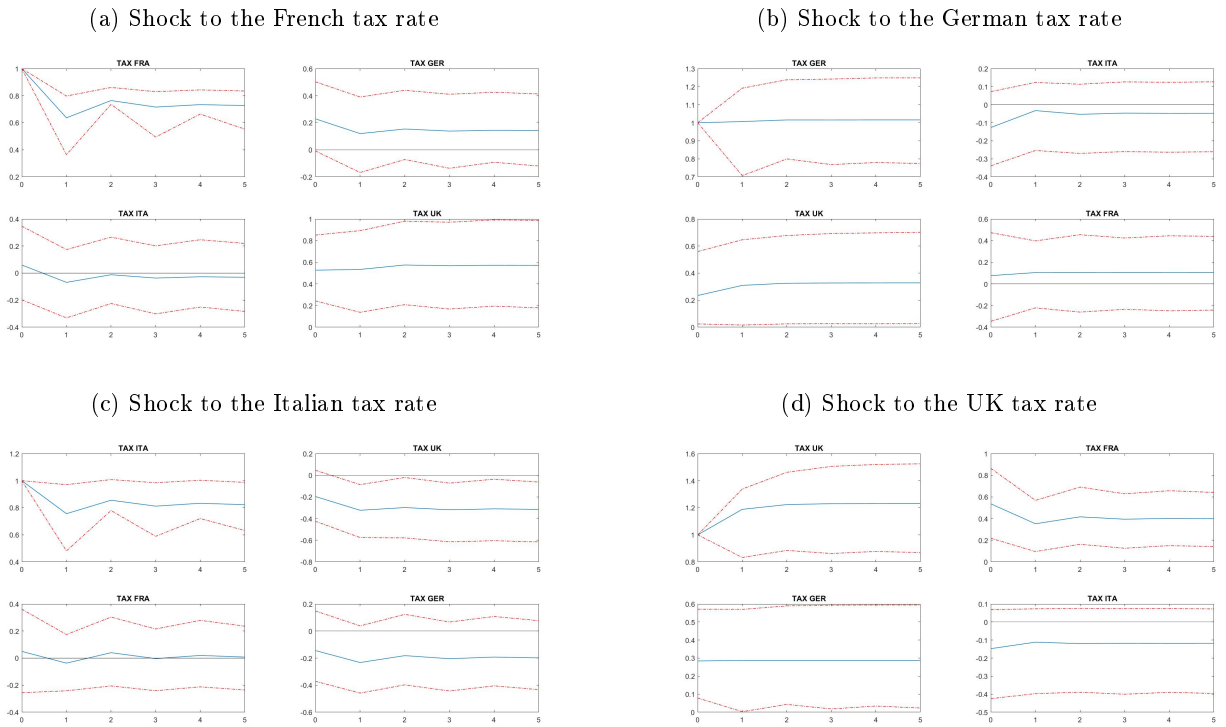 (a) Shock to the French tax rate
TAX FRA
1
0.8
0.6
0.4
0.2
0 1 2 3 4 5
TAX GER
0.6
0.4
0.2
0
-0.2
0 1 2 3 4 5
TAX ITA
0.4
0.2
0
-0.2
-0.4
0 1 2 3 4 5
TAX UK
1
0.8
0.6
0.4
0.2
0
0 1 2 3 4 5
(b) Shock to the German tax rate
TAX GER
1.3
1.2
1.1
1
0.9
0.8
0.7
0 1 2 3 4 5
TAX ITA
0.2
0.1
0
-0.1
-0.2
-0.3
-0.4
0 1 2 3 4 5
TAX UK
0.8
0.6
0.4
0.2
0
0 1 2 3 4 5
TAX FRA
0.6
0.4
0.2
0
-0.2
-0.4
0 1 2 3 4 5
(c) Shock to the Italian tax rate
TAX ITA
1.2
1
0.8
0.6
0.4
0 1 2 3 4 5
TAX UK
0.2
0
-0.2
-0.4
-0.6
-0.8
0 1 2 3 4 5
TAX FRA
0.4
0.2
0
-0.2
-0.4
0 1 2 3 4 5
TAX GER
0.2
0
-0.2
-0.4
-0.6
0 1 2 3 4 5
(d) Shock to the UK tax rate
TAX UK
1.6
1.4
1.2
1
0.8
0 1 2 3 4 5
TAX FRA
1
0.8
0.6
0.4
0.2
0
0 1 2 3 4 5
TAX GER
0.6
0.5
0.4
0.3
0.2
0.1
0
0 1 2 3 4 5
TAX ITA
0.1
0
-0.1
-0.2
-0.3
-0.4
-0.5
0 1 2 3 4 5